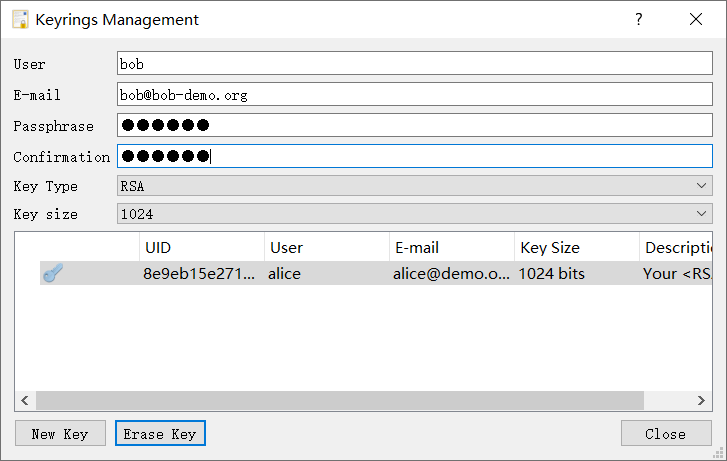 Keyrings Management ?
User bob
E-mail bob@bob-demo.org
Passphrase ●●●●●●
Confirmation ●●●●●●
Key Type RSA
Key size 1024
UID User E-mail Key Size Descripti
8e9eb15e271... alice alice@demo.o... 1024 bits Your <RS
New Key Erase Key Close